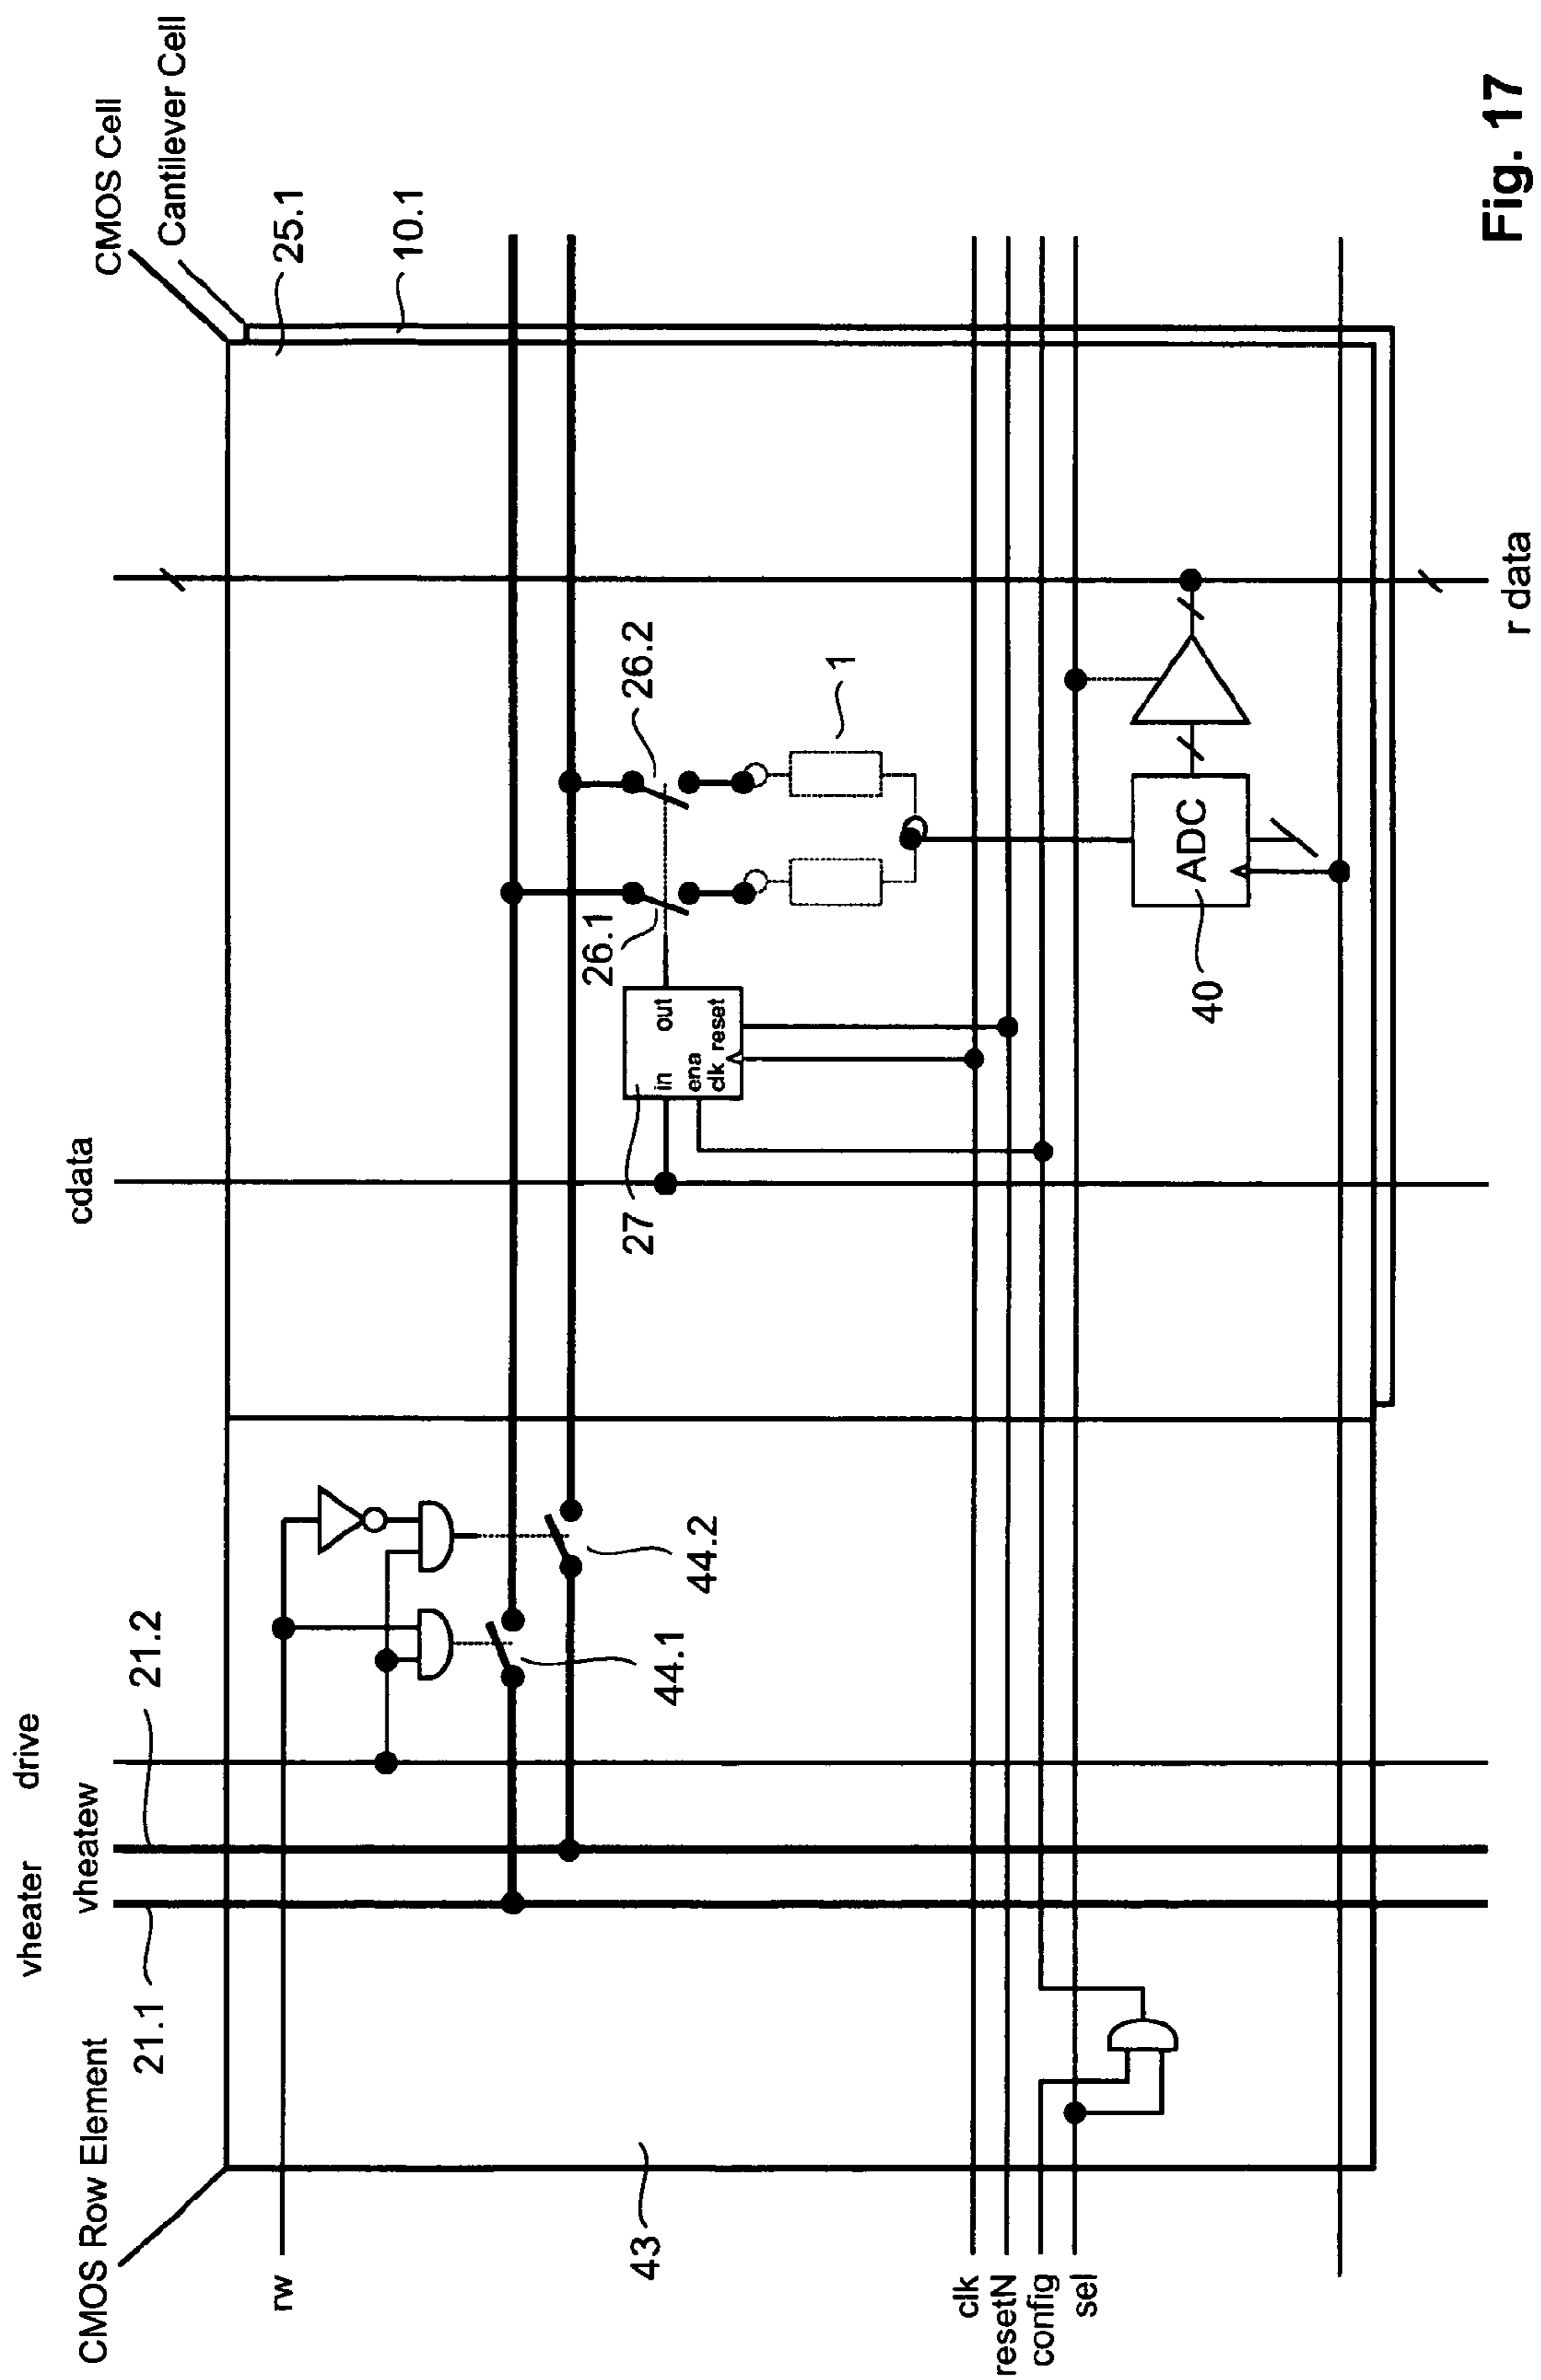 CMOS Cell
Cantilever Cell
25.1
10.1
vheater
vheatew
drive
cdata
CMOS Row Element
21.1
21.2
rw
44.1
44.2
26.1
26.2
27
in
out
ena
clk
reset
1
43
clk
resetN
config
sel
40
ADC
r data
Fig. 17